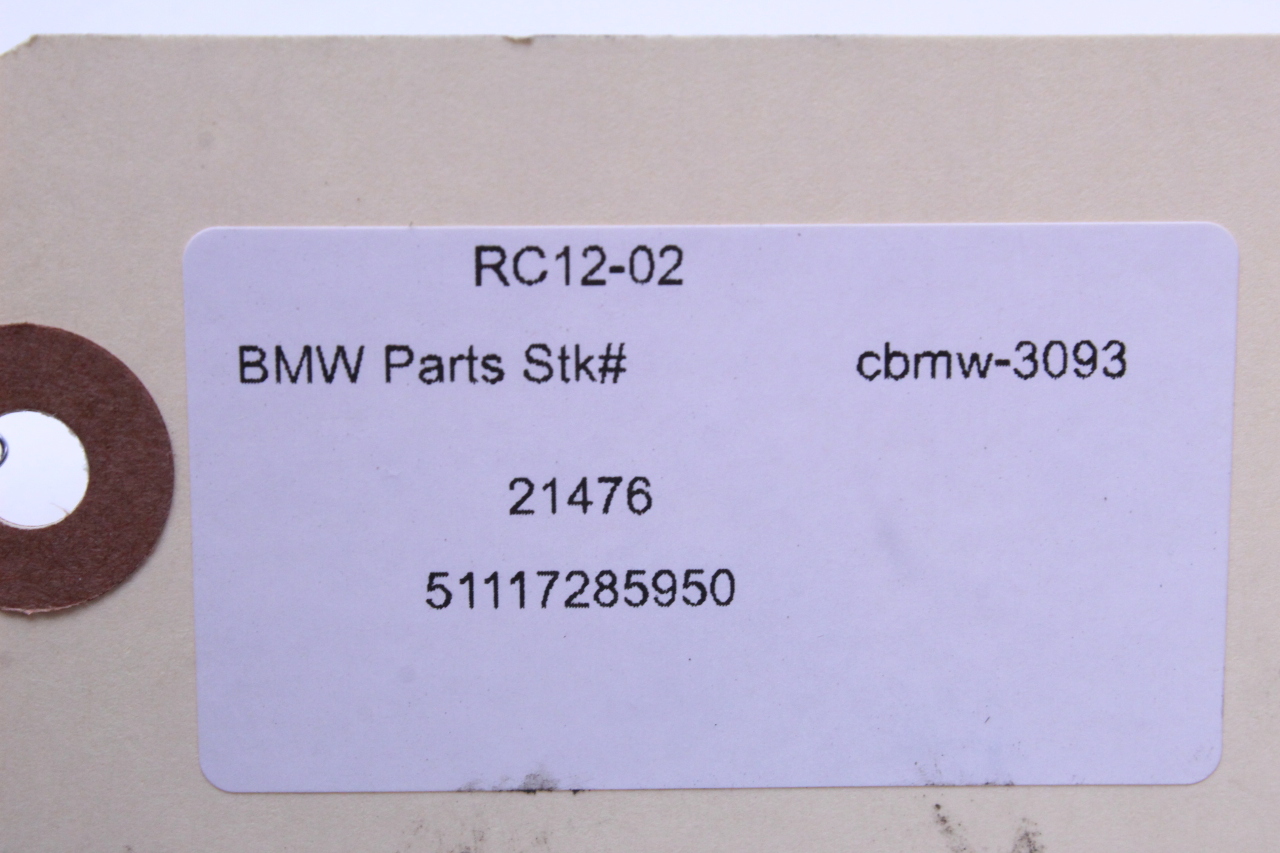 RC12-02
BMW Parts Stk# cbmw-3093
21476
51117285950